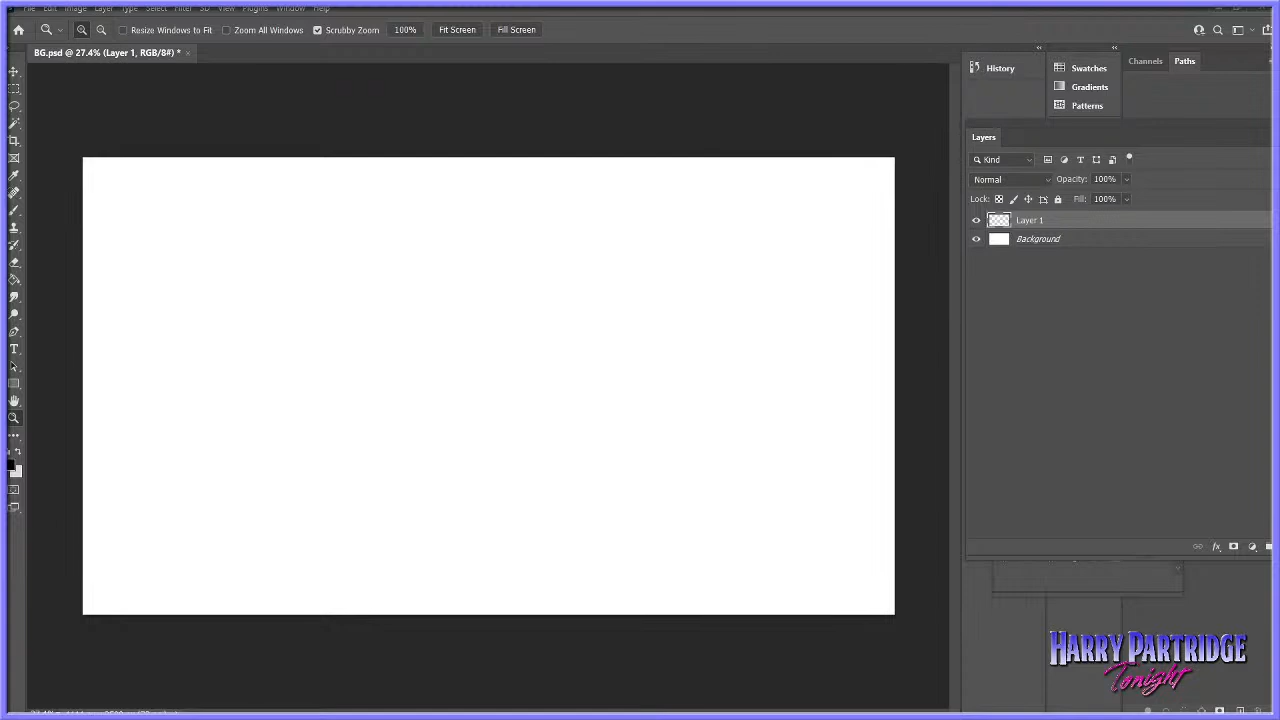 File Edit Image Layer Type Select Filter 3D View Plugins Window Help
Resize Windows to Fit Zoom All Windows Scrubby Zoom 100% Fit Screen Fill Screen
BG.psd @ 27.4% (Layer 1, RGB/8#) * ×
History
Swatches
Gradients
Patterns
Channels Paths
Layers
Kind
Normal Opacity: 100%
Lock: Fill: 100%
Layer 1
Background
fx
HARRY PARTRIDGE
Tonight